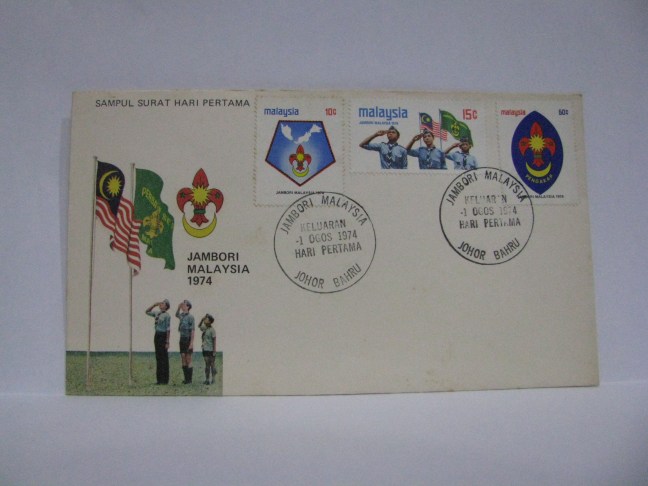 SAMPUL SURAT HARI PERTAMA
malaysia 10¢
JAMBORI MALAYSIA 1974
malaysia 15¢
JAMBORI MALAYSIA 1974
malaysia 50¢
PENGAKAP
JAMBORI MALAYSIA 1974
JAMBORI
MALAYSIA
1974
JAMBORI MALAYSIA
KELUARAN
-1 OGOS 1974
HARI PERTAMA
JOHOR BAHRU
JAMBORI MALAYSIA
KELUARAN
-1 OGOS 1974
HARI PERTAMA
JOHOR BAHRU